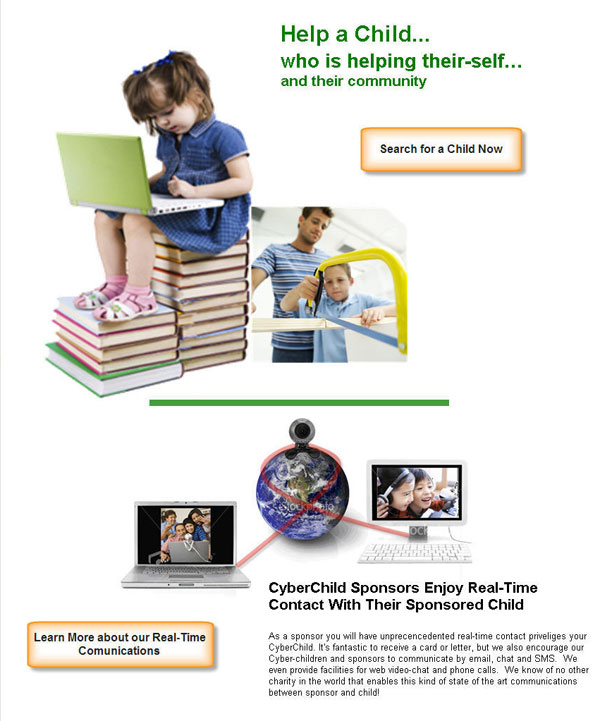 Help a Child...
who is helping their-self...
and their community
Search for a Child Now
CyberChild Sponsors Enjoy Real-Time
Contact With Their Sponsored Child
Learn More about our Real-Time
Comunications
As a sponsor you will have unprecencedented real-time contact priveliges your
CyberChild. It's fantastic to receive a card or letter, but we also encourage our
Cyber-children and sponsors to communicate by email, chat and SMS. We
even provide facilities for web video-chat and phone calls. We know of no other
charity in the world that enables this kind of state of the art communications
between sponsor and child!